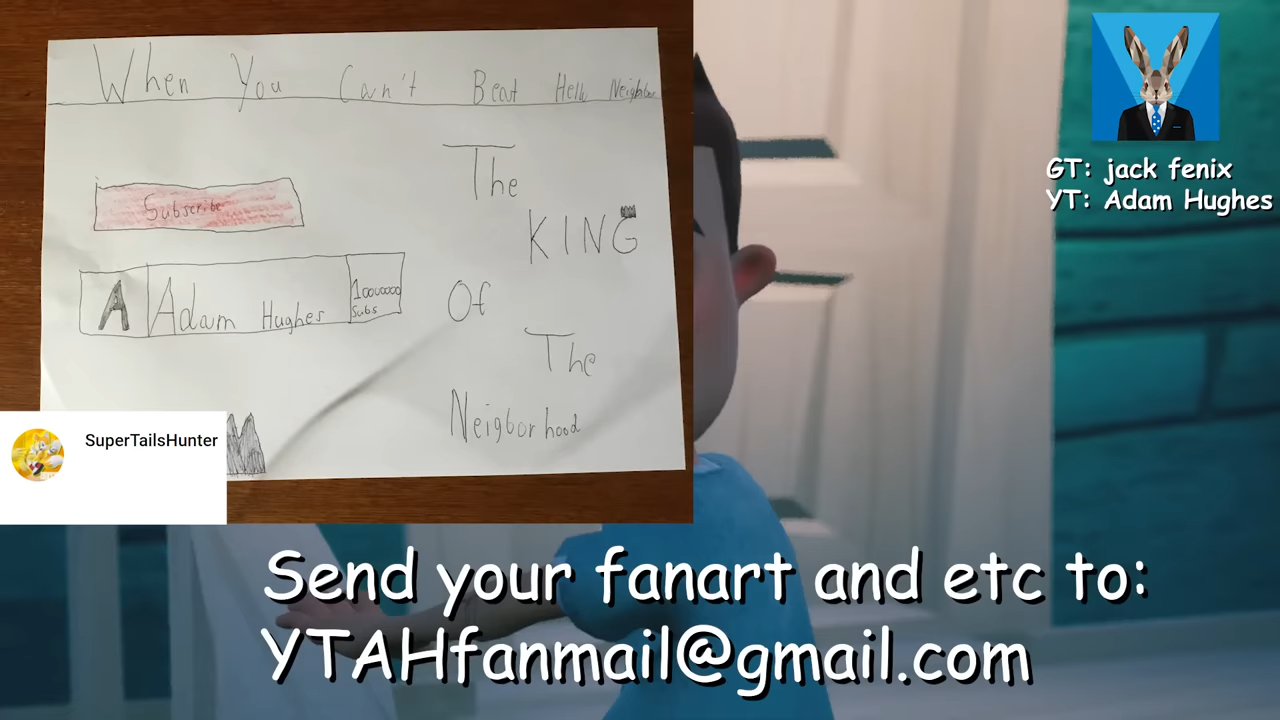 When You Can't Beat Hello Neighbor
The
KING
Of
The
Neigborhood
Subscribe
A Adam Hughes
Subs
SuperTailsHunter
GT: jack fenix
YT: Adam Hughes
Send your fanart and etc to:
YTAHfanmail@gmail.com